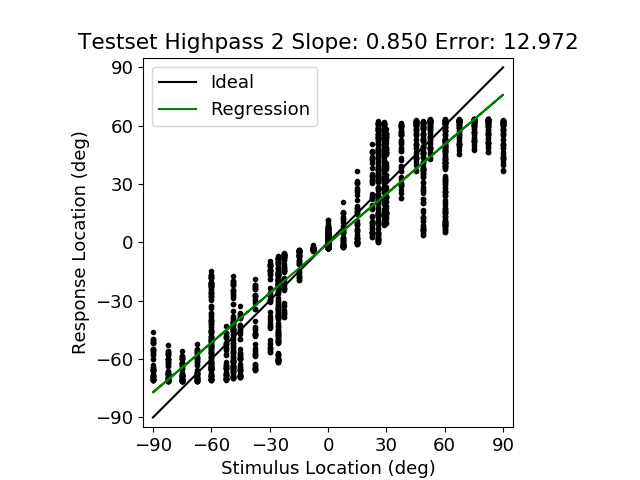 Testset Highpass 2 Slope: 0.850 Error: 12.972
Ideal
Regression
Response Location (deg)
90
60
30
0
−30
−60
−90
−90 −60 −30 0 30 60 90
Stimulus Location (deg)